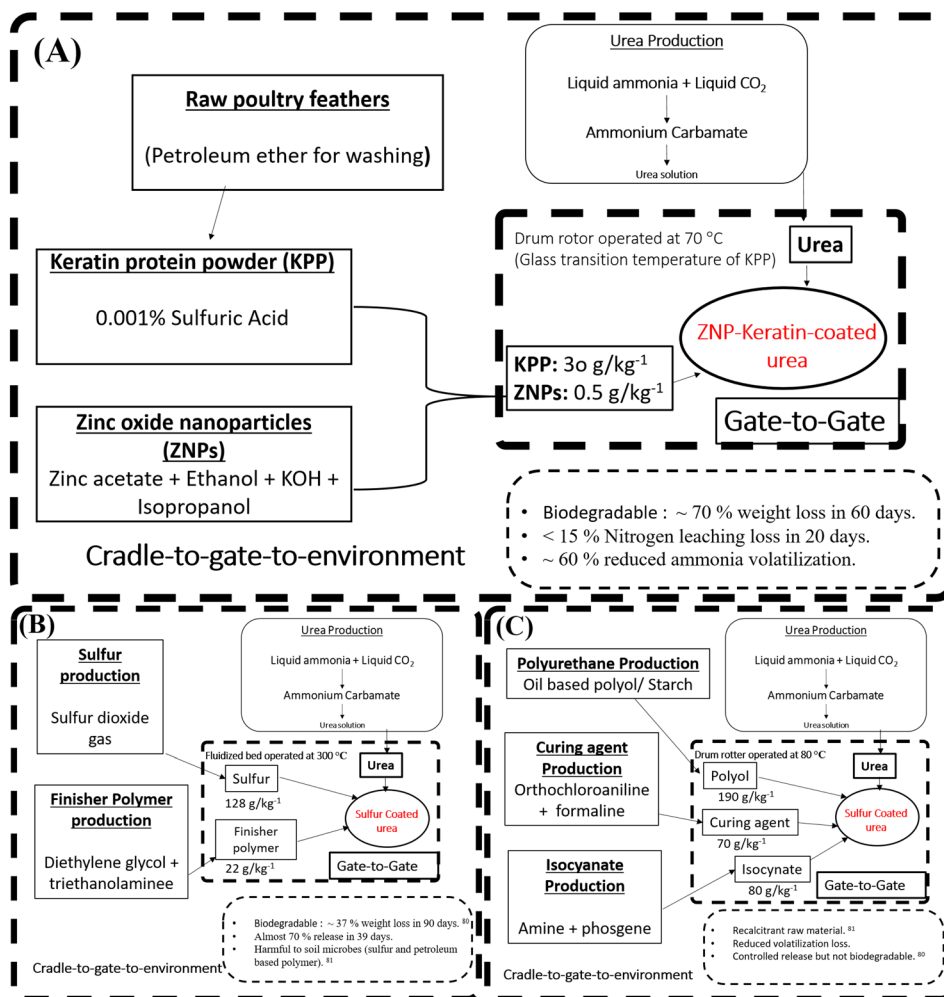 (A)
Raw poultry feathers
(Petroleum ether for washing)
Urea Production
Liquid ammonia + Liquid CO₂
Ammonium Carbamate
Urea solution
Keratin protein powder (KPP)
0.001% Sulfuric Acid
Zinc oxide nanoparticles
(ZNPs)
Zinc acetate + Ethanol + KOH +
Isopropanol
Drum rotor operated at 70 °C
(Glass transition temperature of KPP)
Urea
KPP: 3o g/kg⁻¹
ZNPs: 0.5 g/kg⁻¹
ZNP-Keratin-coated
urea
Gate-to-Gate
Cradle-to-gate-to-environment
• Biodegradable : ~ 70 % weight loss in 60 days.
• < 15 % Nitrogen leaching loss in 20 days.
• ~ 60 % reduced ammonia volatilization.
(B)
Sulfur
production
Sulfur dioxide
gas
Finisher Polymer
production
Diethylene glycol +
triethanolaminee
Urea Production
Liquid ammonia + Liquid CO₂
Ammonium Carbamate
Urea solution
Fluidized bed operated at 300 °C
Urea
Sulfur
128 g/kg⁻¹
Finisher
polymer
22 g/kg⁻¹
Sulfur Coated
urea
Gate-to-Gate
• Biodegradable : ~ 37 % weight loss in 90 days. ⁸⁰
• Almost 70 % release in 39 days.
• Harmful to soil microbes (sulfur and petroleum
based polymer). ⁸¹
Cradle-to-gate-to-environment
(C)
Polyurethane Production
Oil based polyol/ Starch
Curing agent
Production
Orthochloroaniline
+ formaline
Isocyanate
Production
Amine + phosgene
Urea Production
Liquid ammonia + Liquid CO₂
Ammonium Carbamate
Urea solution
Drum rotter operated at 80 °C
Urea
Polyol
190 g/kg⁻¹
Curing agent
70 g/kg⁻¹
Isocynate
80 g/kg⁻¹
Sulfur Coated
urea
Gate-to-Gate
• Recalcitrant raw material. ⁸¹
• Reduced volatilization loss.
• Controlled release but not biodegradable. ⁸⁰
Cradle-to-gate-to-environment